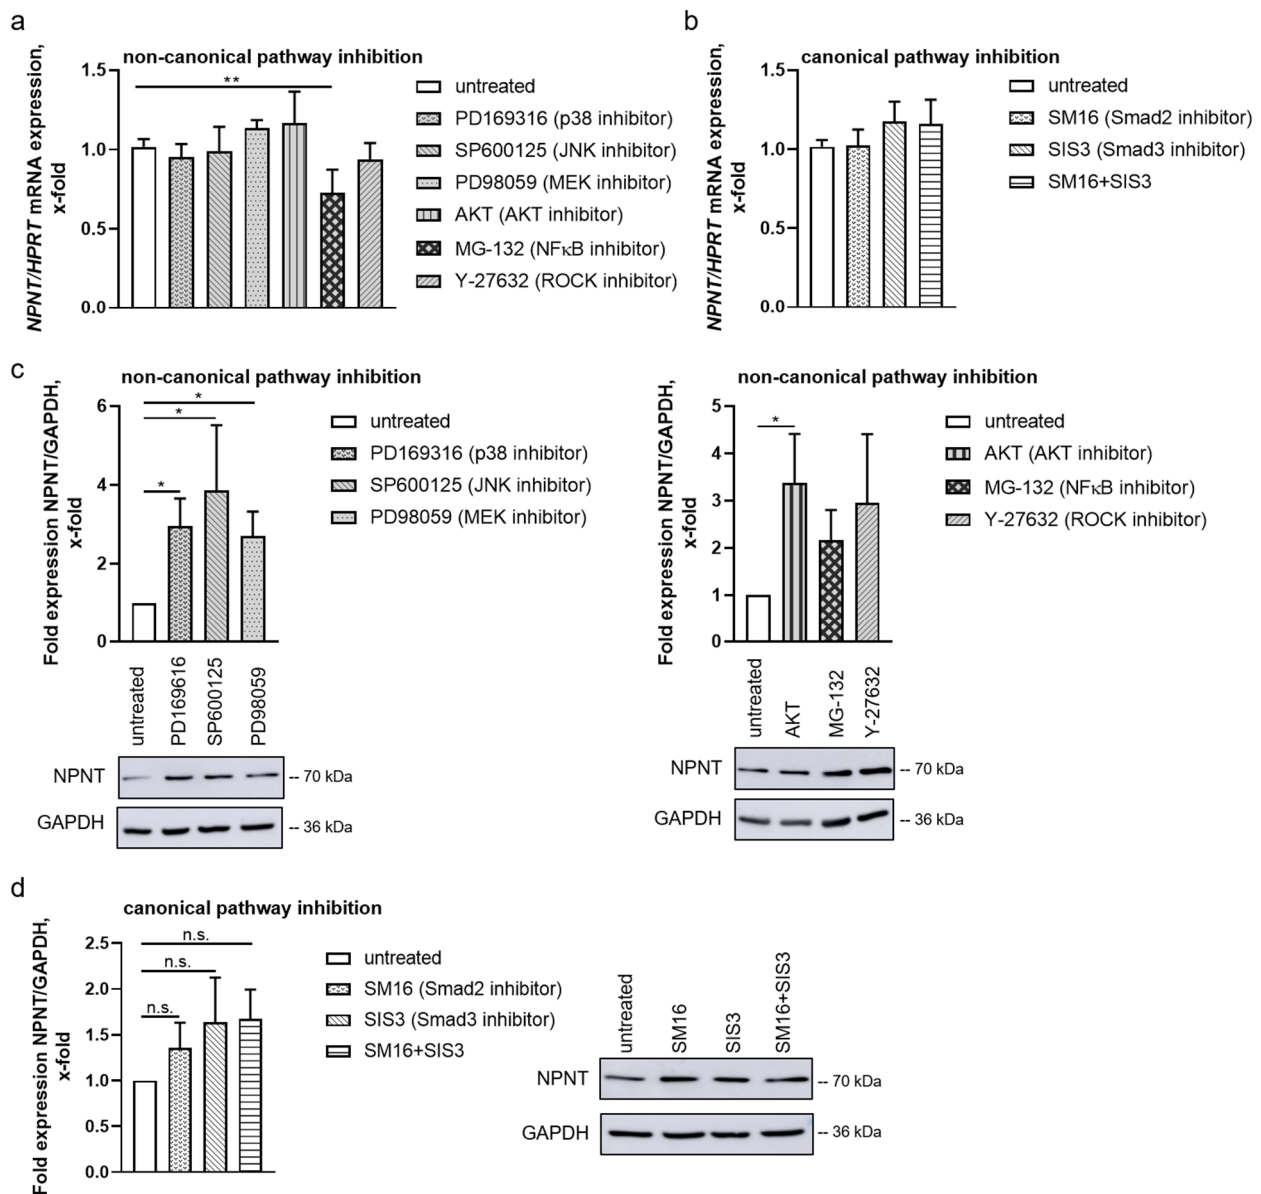 a
non-canonical pathway inhibition
NPNT/HPRT mRNA expression,
x-fold
1.5
1.0
0.5
0.0
**
untreated
PD169316 (p38 inhibitor)
SP600125 (JNK inhibitor)
PD98059 (MEK inhibitor)
AKT (AKT inhibitor)
MG-132 (NFκB inhibitor)
Y-27632 (ROCK inhibitor)
b
canonical pathway inhibition
NPNT/HPRT mRNA expression,
x-fold
1.5
1.0
0.5
0.0
untreated
SM16 (Smad2 inhibitor)
SIS3 (Smad3 inhibitor)
SM16+SIS3
c
non-canonical pathway inhibition
Fold expression NPNT/GAPDH,
x-fold
6
4
2
0
*
*
*
untreated
PD169316 (p38 inhibitor)
SP600125 (JNK inhibitor)
PD98059 (MEK inhibitor)
untreated
PD169616
SP600125
PD98059
NPNT
-- 70 kDa
GAPDH
-- 36 kDa
non-canonical pathway inhibition
Fold expression NPNT/GAPDH,
x-fold
5
4
3
2
1
0
*
untreated
AKT (AKT inhibitor)
MG-132 (NFκB inhibitor)
Y-27632 (ROCK inhibitor)
untreated
AKT
MG-132
Y-27632
NPNT
-- 70 kDa
GAPDH
-- 36 kDa
d
canonical pathway inhibition
Fold expression NPNT/GAPDH,
x-fold
2.5
2.0
1.5
1.0
0.5
0.0
n.s.
n.s.
n.s.
untreated
SM16 (Smad2 inhibitor)
SIS3 (Smad3 inhibitor)
SM16+SIS3
untreated
SM16
SIS3
SM16+SIS3
NPNT
-- 70 kDa
GAPDH
-- 36 kDa